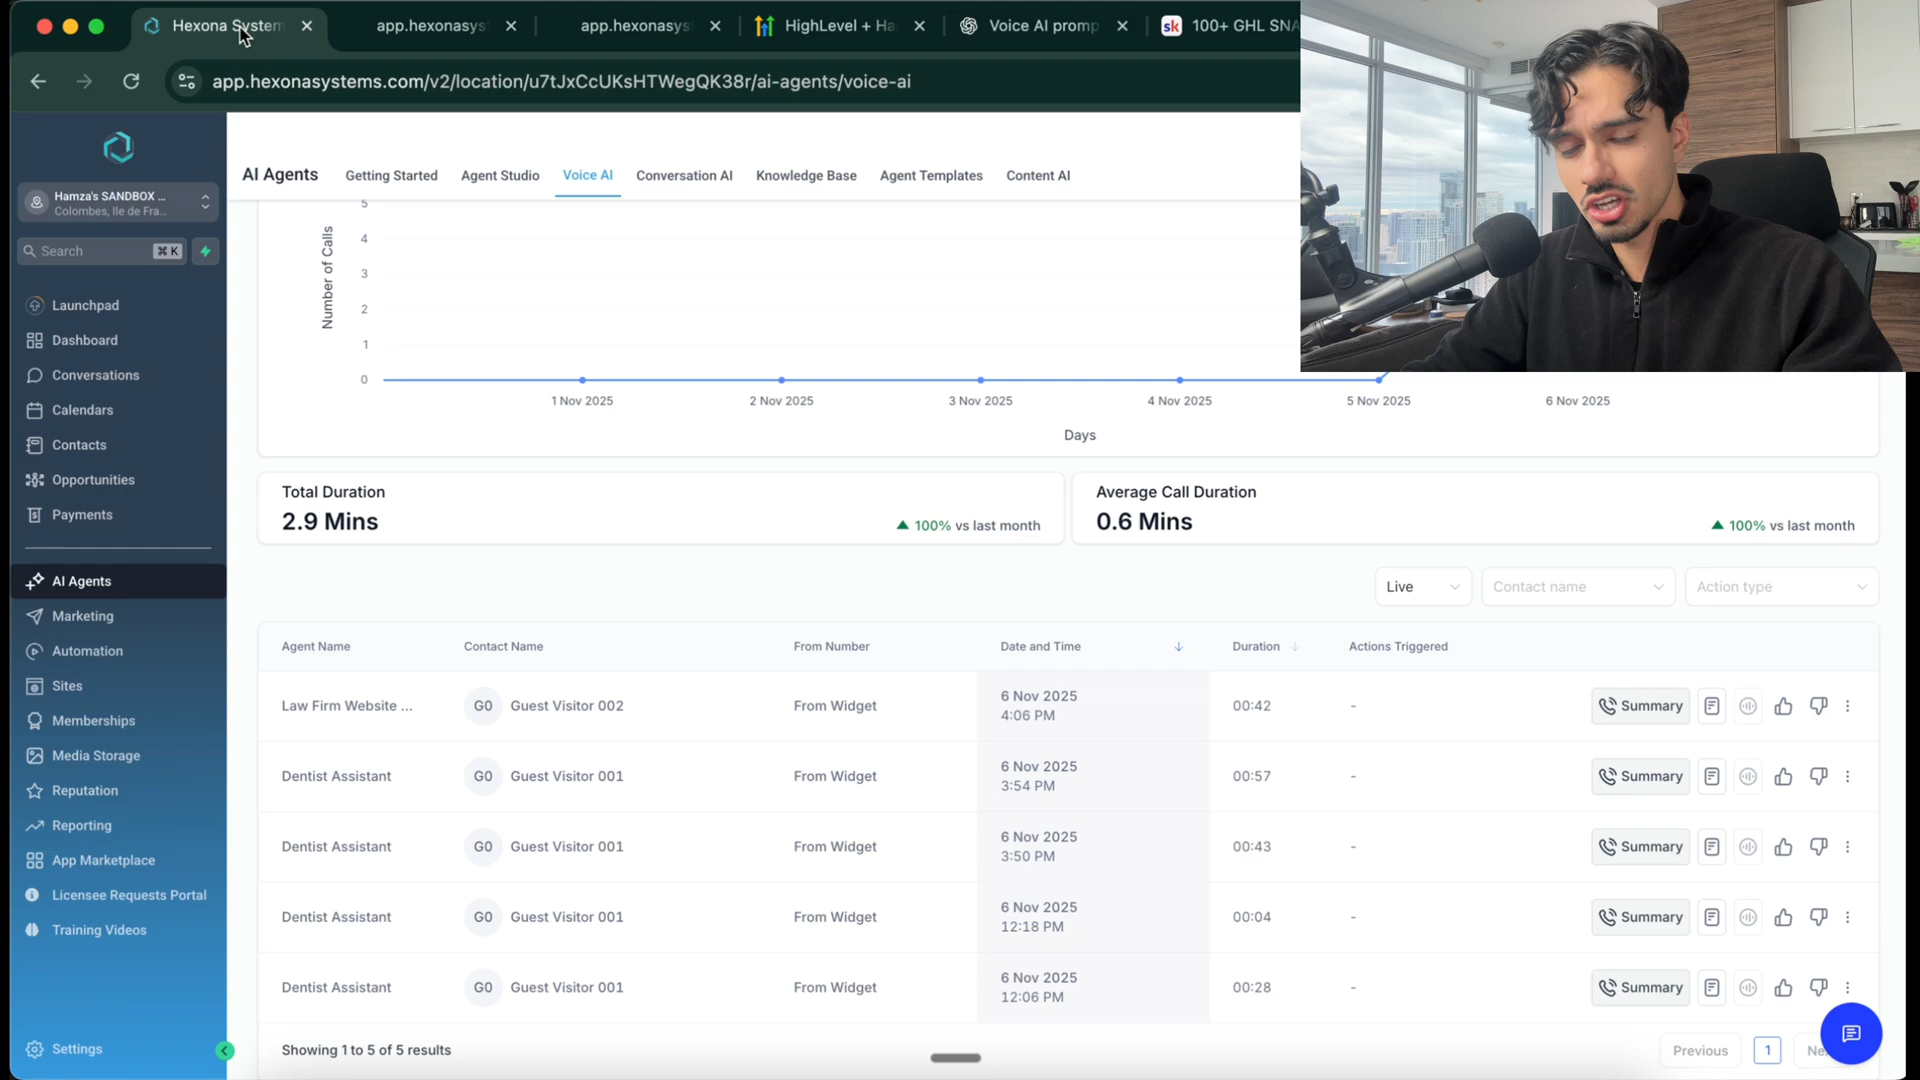 Hexona System
app.hexonasys
app.hexonasys
HighLevel + Ha
Voice AI promp
sk 100+ GHL SNA
app.hexonasystems.com/v2/location/u7tJxCcUKsHTWegQK38r/ai-agents/voice-ai
Hamza's SANDBOX ...
Colombes, Ile de Fra...
Search ⌘ K
Launchpad
Dashboard
Conversations
Calendars
Contacts
Opportunities
Payments
AI Agents
Marketing
Automation
Sites
Memberships
Media Storage
Reputation
Reporting
App Marketplace
Licensee Requests Portal
Training Videos
Settings
AI Agents Getting Started Agent Studio Voice AI Conversation AI Knowledge Base Agent Templates Content AI
Number of Calls
5
4
3
2
1
0
1 Nov 2025 2 Nov 2025 3 Nov 2025 4 Nov 2025 5 Nov 2025 6 Nov 2025
Days
Total Duration
2.9 Mins
100% vs last month
Average Call Duration
0.6 Mins
100% vs last month
Live Contact name Action type
Agent Name Contact Name From Number Date and Time Duration Actions Triggered
Law Firm Website ... G0 Guest Visitor 002 From Widget 6 Nov 2025 4:06 PM 00:42 - Summary
Dentist Assistant G0 Guest Visitor 001 From Widget 6 Nov 2025 3:54 PM 00:57 - Summary
Dentist Assistant G0 Guest Visitor 001 From Widget 6 Nov 2025 3:50 PM 00:43 - Summary
Dentist Assistant G0 Guest Visitor 001 From Widget 6 Nov 2025 12:18 PM 00:04 - Summary
Dentist Assistant G0 Guest Visitor 001 From Widget 6 Nov 2025 12:06 PM 00:28 - Summary
Showing 1 to 5 of 5 results
Previous 1 Ne